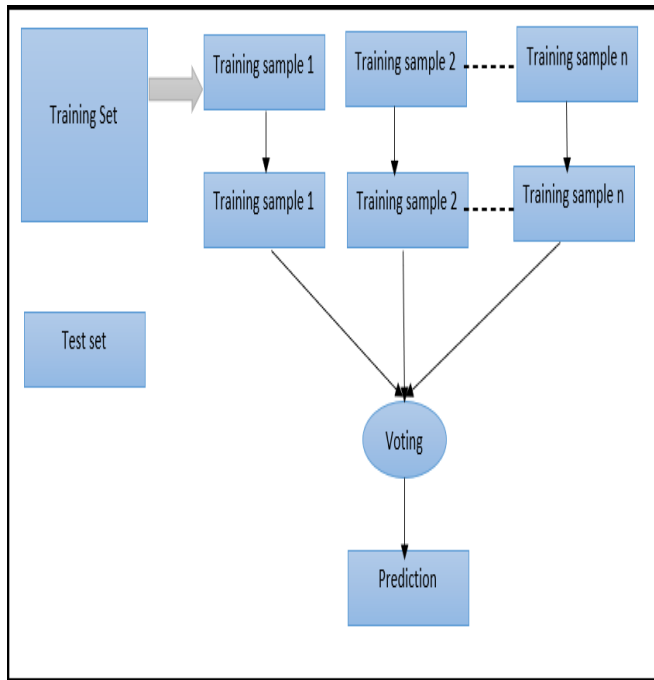 Training Set
Training sample 1
Training sample 2
Training sample n
Training sample 1
Training sample 2
Training sample n
Test set
Voting
Prediction